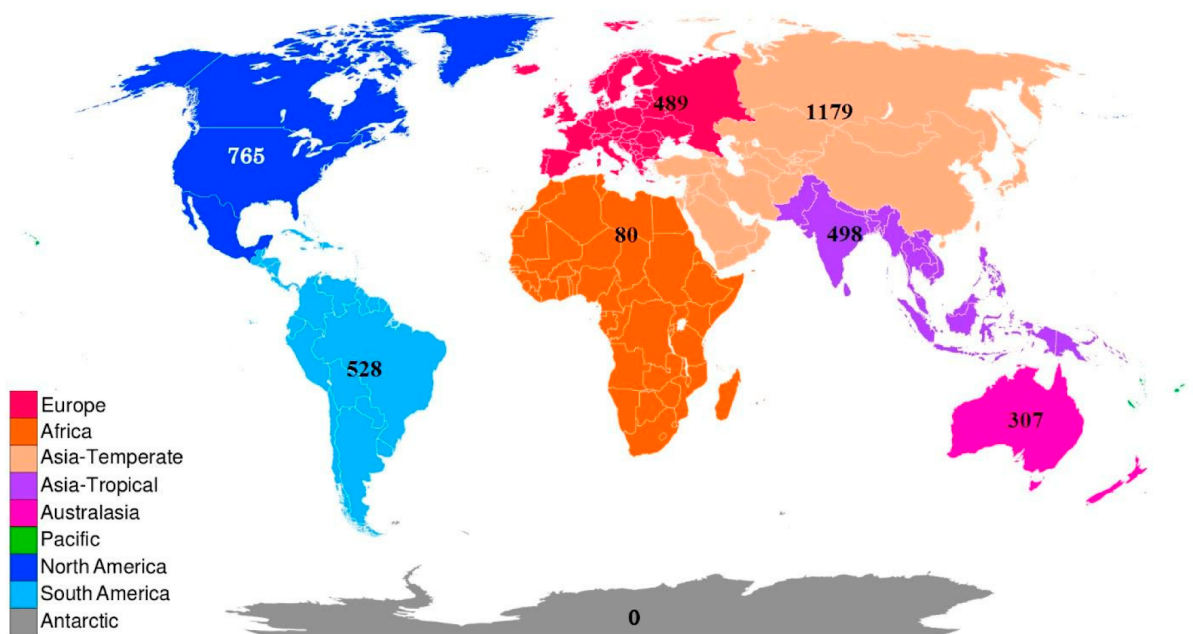 489
1179
765
80
498
528
307
0
Europe
Africa
Asia-Temperate
Asia-Tropical
Australasia
Pacific
North America
South America
Antarctic